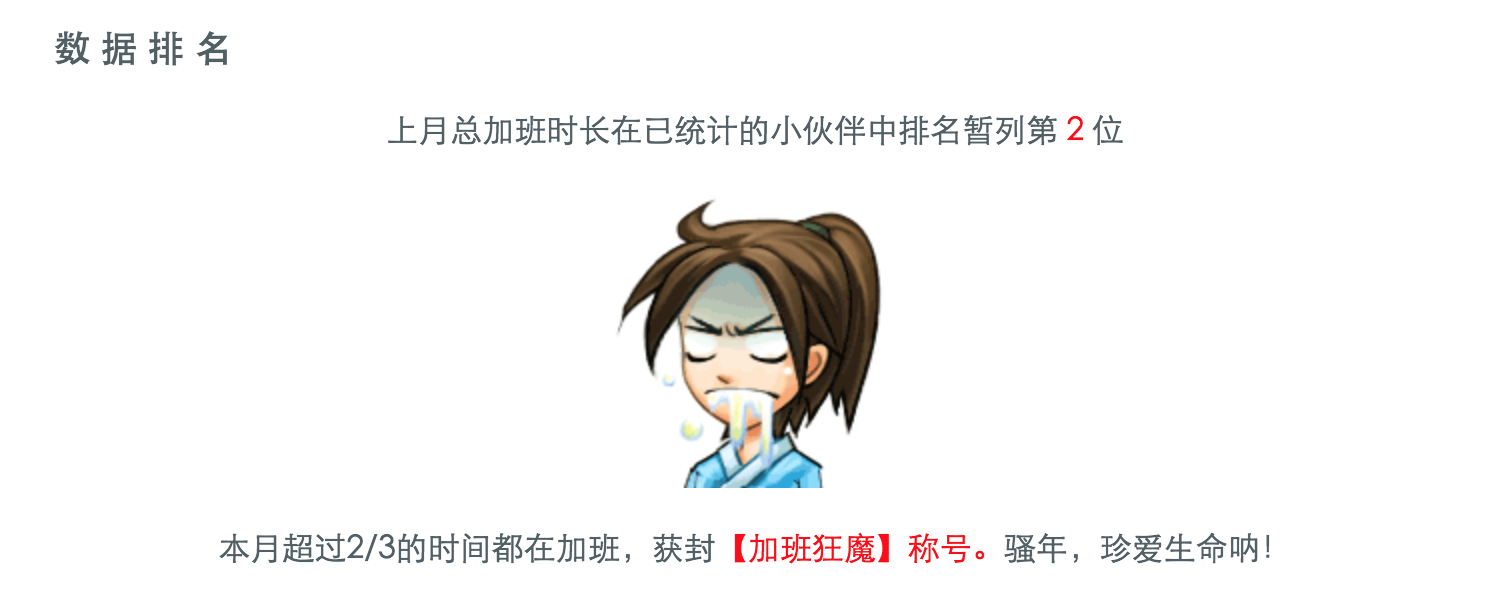 数据排名
上月总加班时长在已统计的小伙伴中排名暂列第 2 位
本月超过2/3的时间都在加班，获封【加班狂魔】称号。骚年，珍爱生命呐！